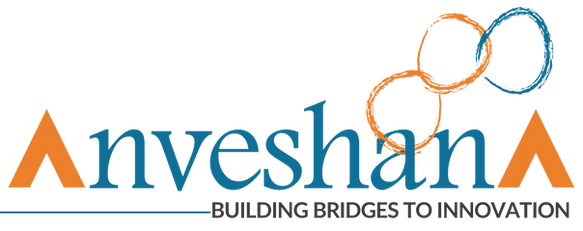 AnveshanA
BUILDING BRIDGES TO INNOVATION